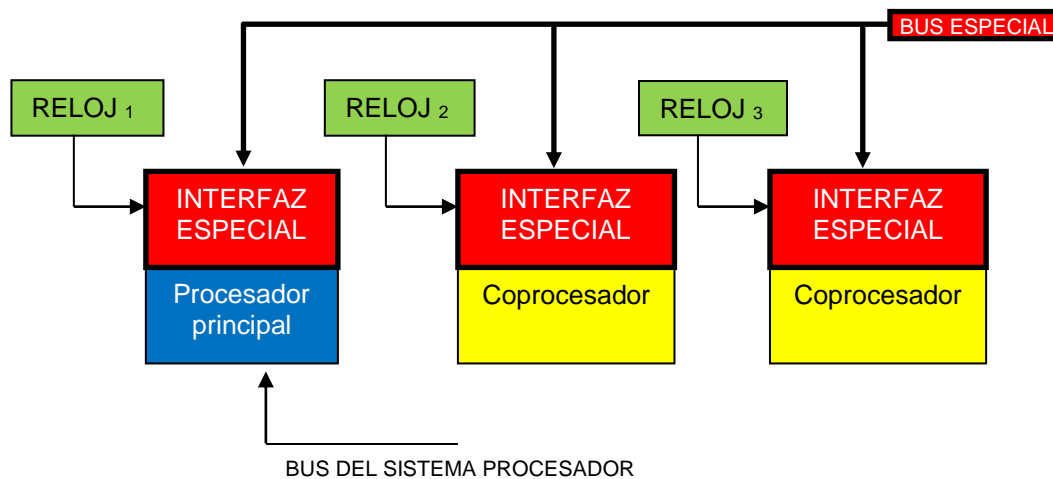 BUS ESPECIAL
RELOJ 1
RELOJ 2
RELOJ 3
INTERFAZ
ESPECIAL
INTERFAZ
ESPECIAL
INTERFAZ
ESPECIAL
Procesador
principal
Coprocesador
Coprocesador
BUS DEL SISTEMA PROCESADOR